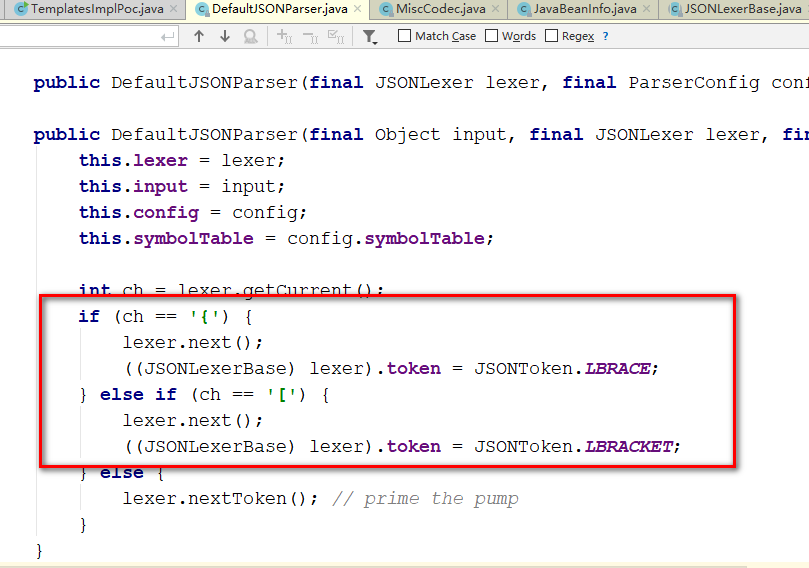 TemplatesImplPoc.java × DefaultJSONParser.java × MiscCodec.java × JavaBeanInfo.java × JSONLexerBase.java
Match Case Words Regex ?
public DefaultJSONParser(final JSONLexer lexer, final ParserConfig conf
public DefaultJSONParser(final Object input, final JSONLexer lexer, fin
this.lexer = lexer;
this.input = input;
this.config = config;
this.symbolTable = config.symbolTable;
int ch = lexer.getCurrent();
if (ch == '{') {
lexer.next();
((JSONLexerBase) lexer).token = JSONToken.LBRACE;
} else if (ch == '[') {
lexer.next();
((JSONLexerBase) lexer).token = JSONToken.LBRACKET;
} else {
lexer.nextToken(); // prime the pump
}
}